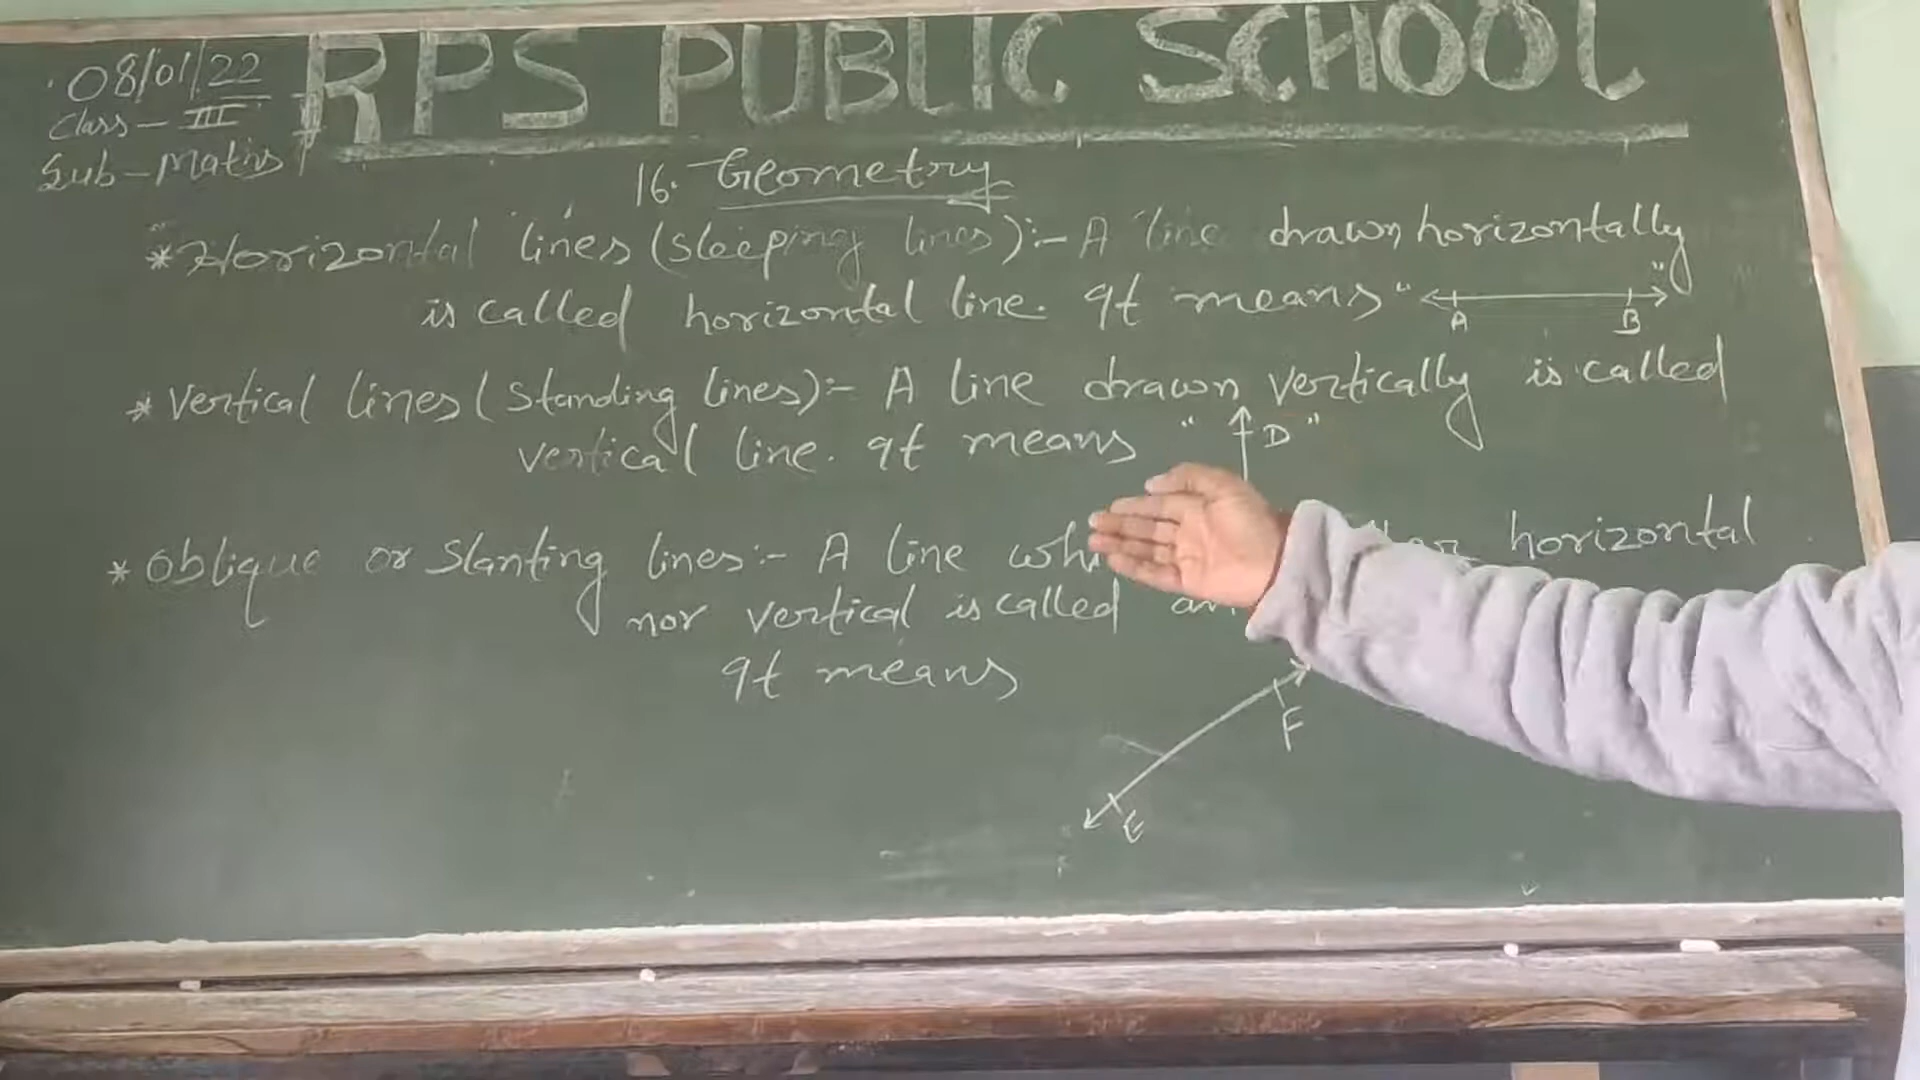 RPS PUBLIC SCHOOL
08/01/22
Class - III
Sub - Maths
16. Geometry
* Horizontal lines (Sleeping lines) :- A line drawn horizontally
is called horizontal line. It means " A B "
* Vertical lines (Standing lines) :- A line drawn vertically is called
vertical line. It means " D "
* Oblique or Slanting lines :- A line horizontal
nor vertical is called
It means
F
E